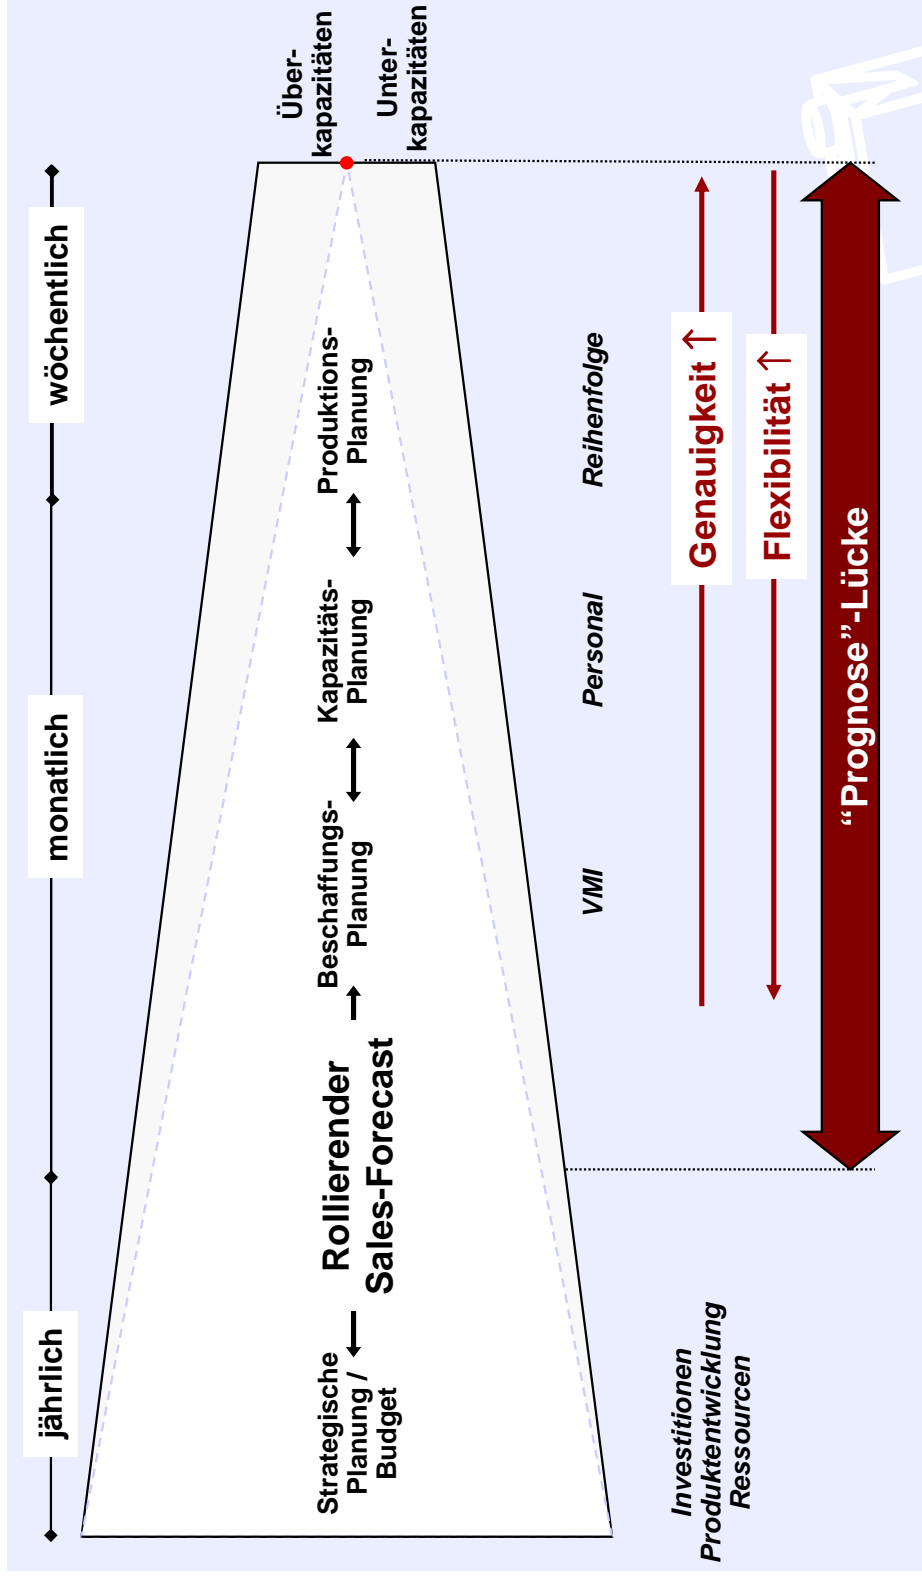 jährlich
monatlich
wöchentlich
Über-
kapazitäten
Unter-
kapazitäten
Strategische
Planung /
Budget
Rollierender
Sales-Forecast
Beschaffungs-
Planung
Kapazitäts-
Planung
Produktions-
Planung
Investitionen
Produktentwicklung
Ressourcen
VMI
Personal
Reihenfolge
Genauigkeit ↑
Flexibilität ↑
“Prognose”-Lücke